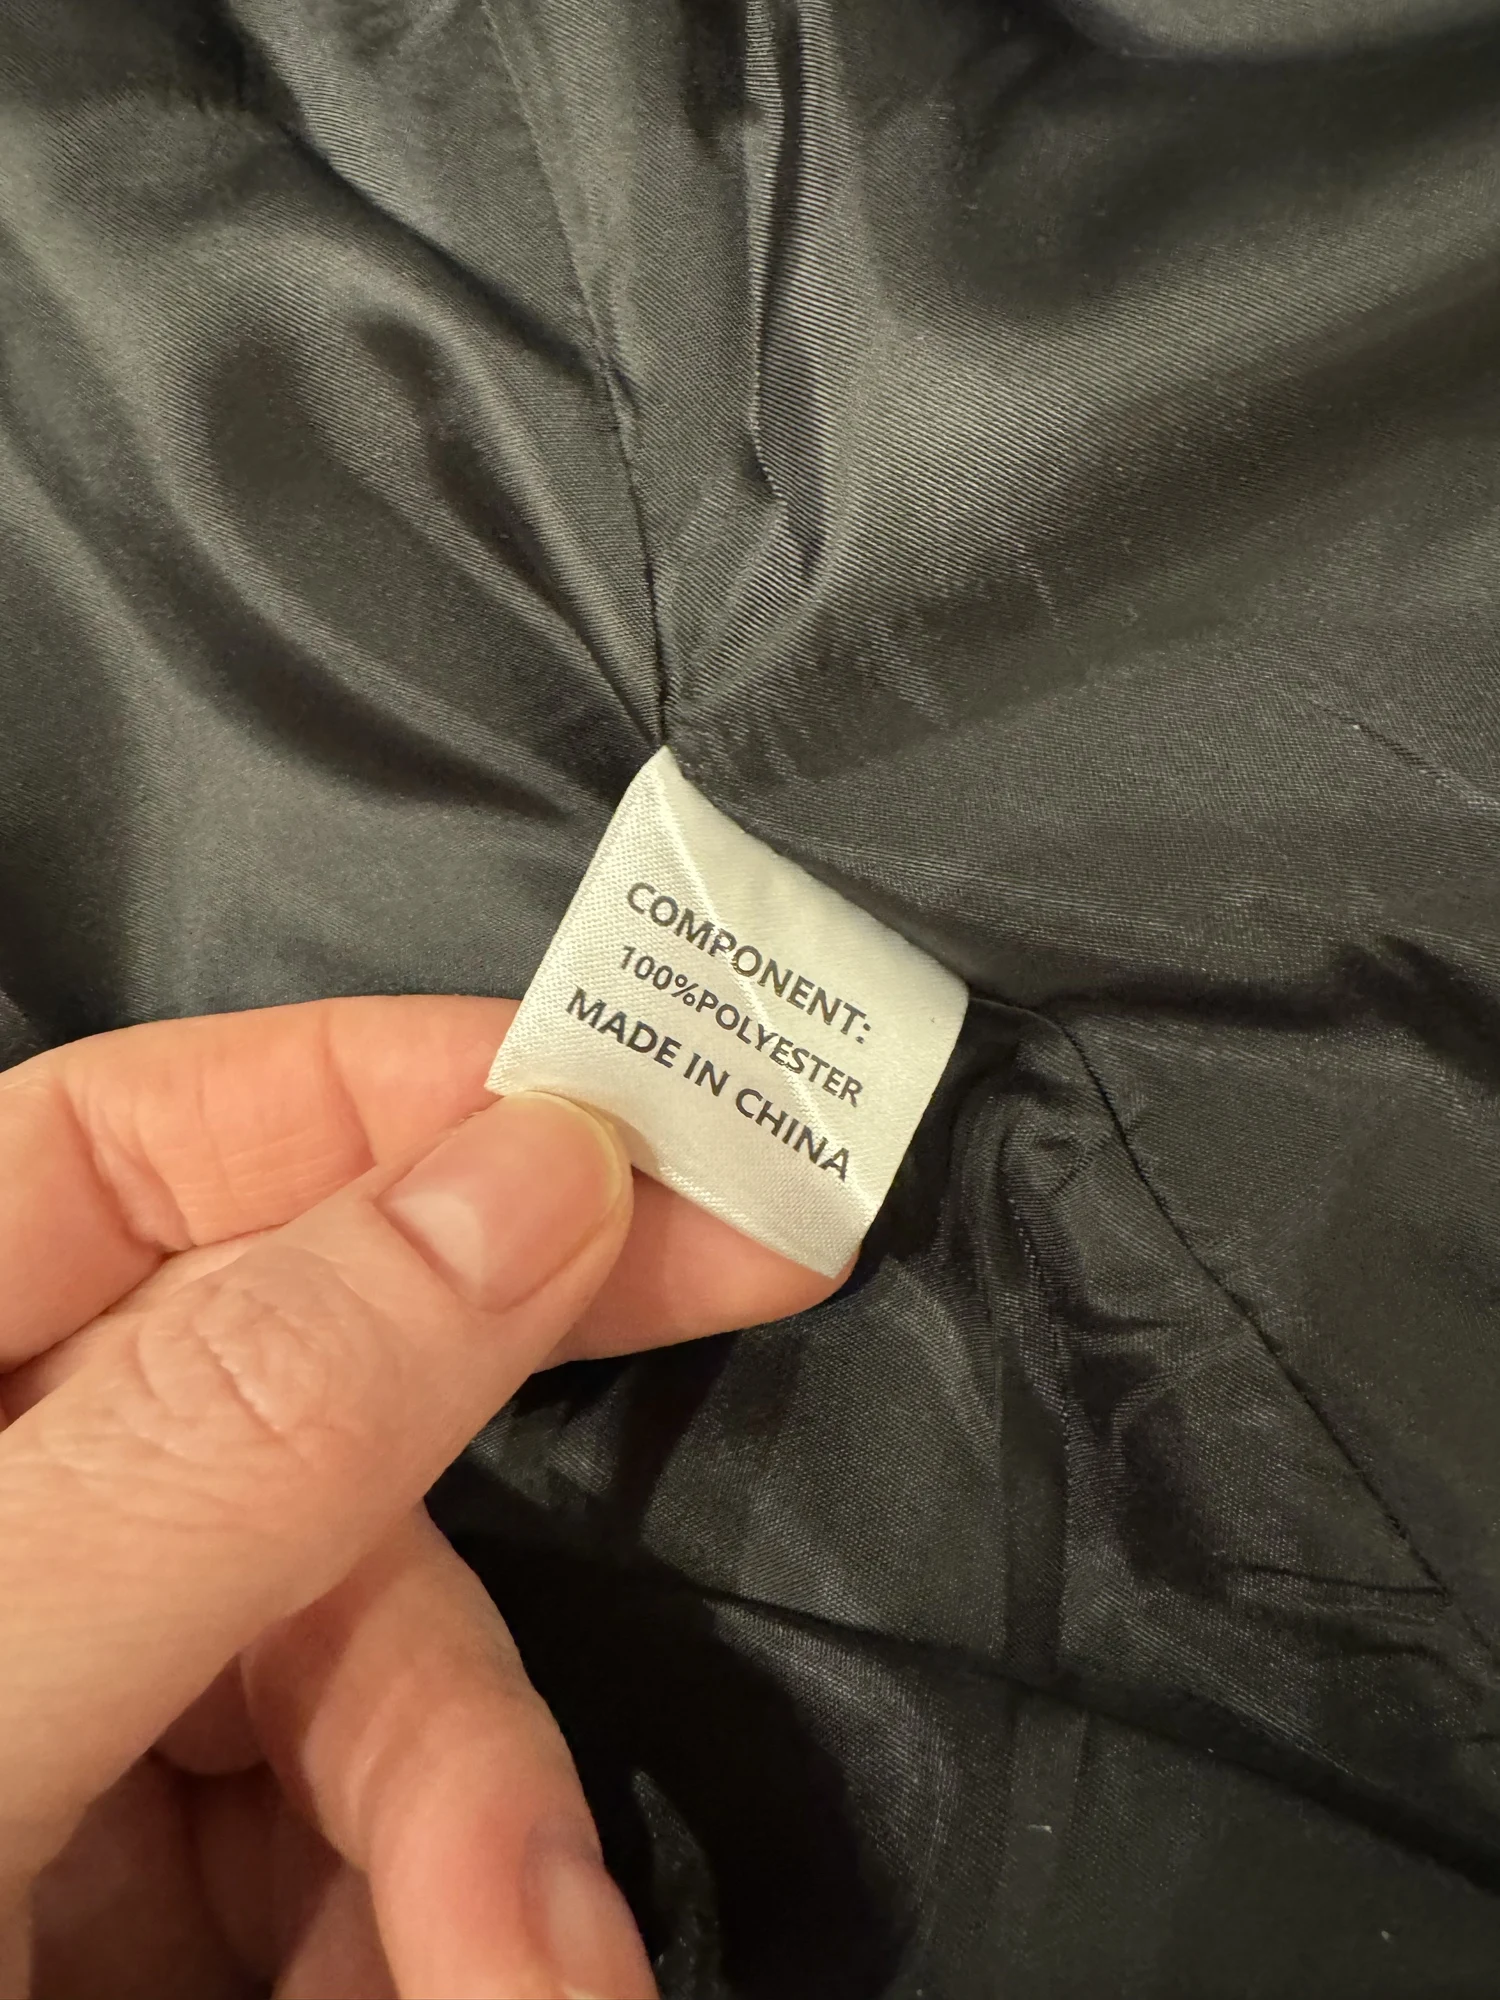 COMPONENT:
100%POLYESTER
MADE IN CHINA